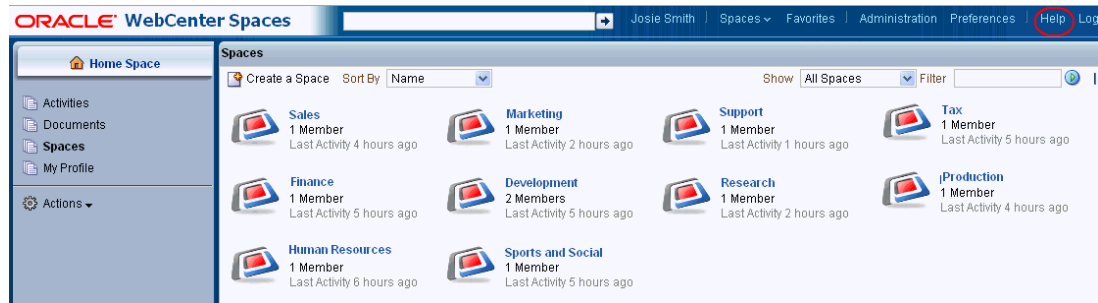 ORACLE WebCenter Spaces
Josie Smith | Spaces | Favorites | Administration Preferences | Help Log
Home Space
Activities
Documents
Spaces
My Profile
Actions
Spaces
Create a Space Sort By Name Show All Spaces Filter
Sales
1 Member
Last Activity 4 hours ago
Marketing
1 Member
Last Activity 2 hours ago
Support
1 Member
Last Activity 1 hours ago
Tax
1 Member
Last Activity 5 hours ago
Finance
1 Member
Last Activity 5 hours ago
Development
2 Members
Last Activity 5 hours ago
Research
1 Member
Last Activity 2 hours ago
Production
1 Member
Last Activity 4 hours ago
Human Resources
1 Member
Last Activity 6 hours ago
Sports and Social
1 Member
Last Activity 5 hours ago